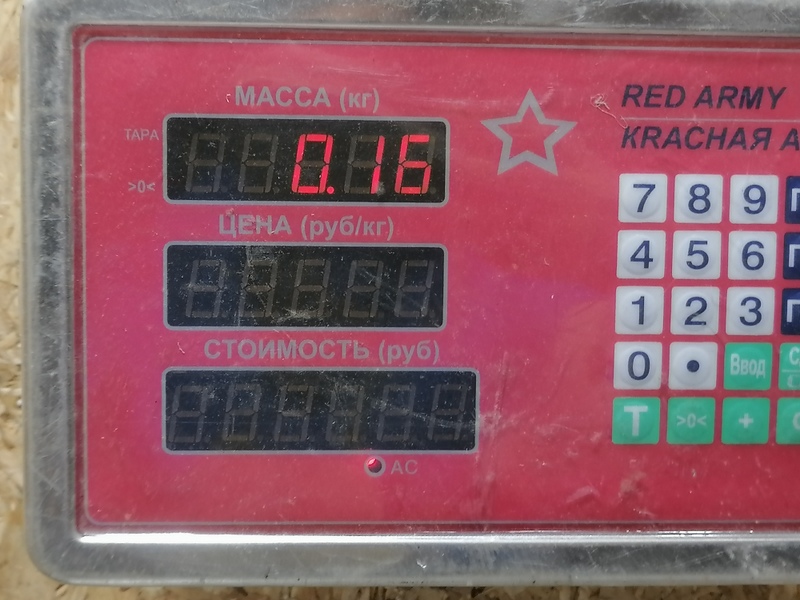 МАССА (кг)
ТАРА
>0<
0.16
ЦЕНА (руб/кг)
СТОИМОСТЬ (руб)
AC
RED ARMY
КRАСНАЯ А
7 8 9 П
4 5 6 П
1 2 3 П
0 • Ввод
T >0< +